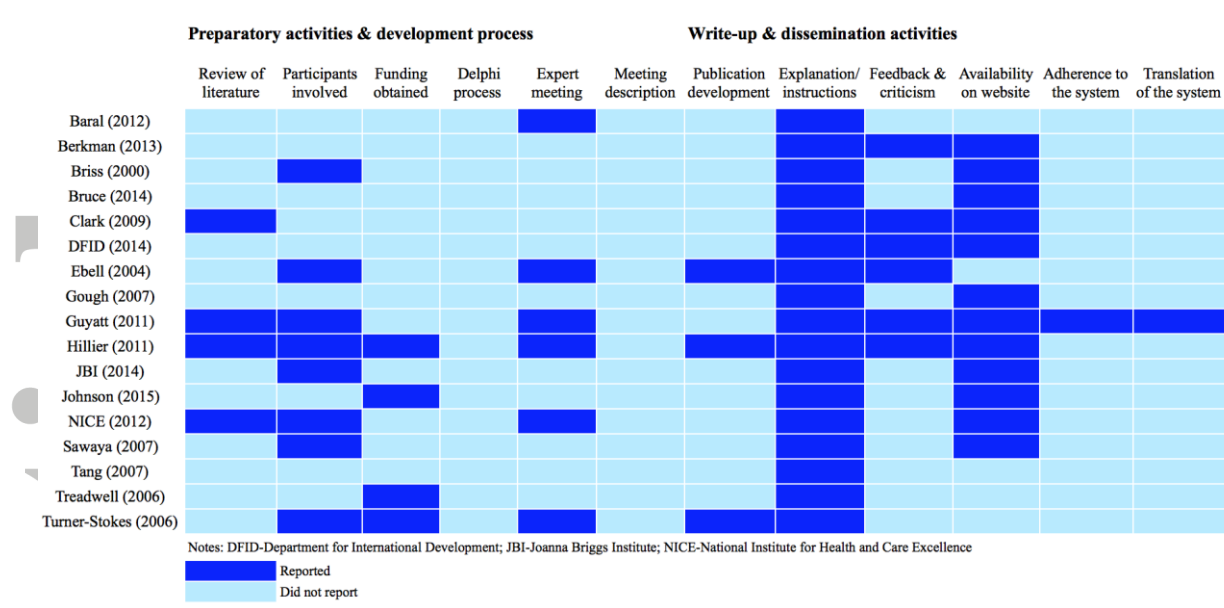 Preparatory activities & development process Write-up & dissemination activities
Review of Participants Funding Delphi Expert Meeting Publication Explanation/ Feedback & Availability Adherence to Translation
literature involved obtained process meeting description development instructions criticism on website the system of the system
Baral (2012)
Berkman (2013)
Briss (2000)
Bruce (2014)
Clark (2009)
DFID (2014)
Ebell (2004)
Gough (2007)
Guyatt (2011)
Hillier (2011)
JBI (2014)
Johnson (2015)
NICE (2012)
Sawaya (2007)
Tang (2007)
Treadwell (2006)
Turner-Stokes (2006)
Notes: DFID-Department for International Development; JBI-Joanna Briggs Institute; NICE-National Institute for Health and Care Excellence
Reported
Did not report